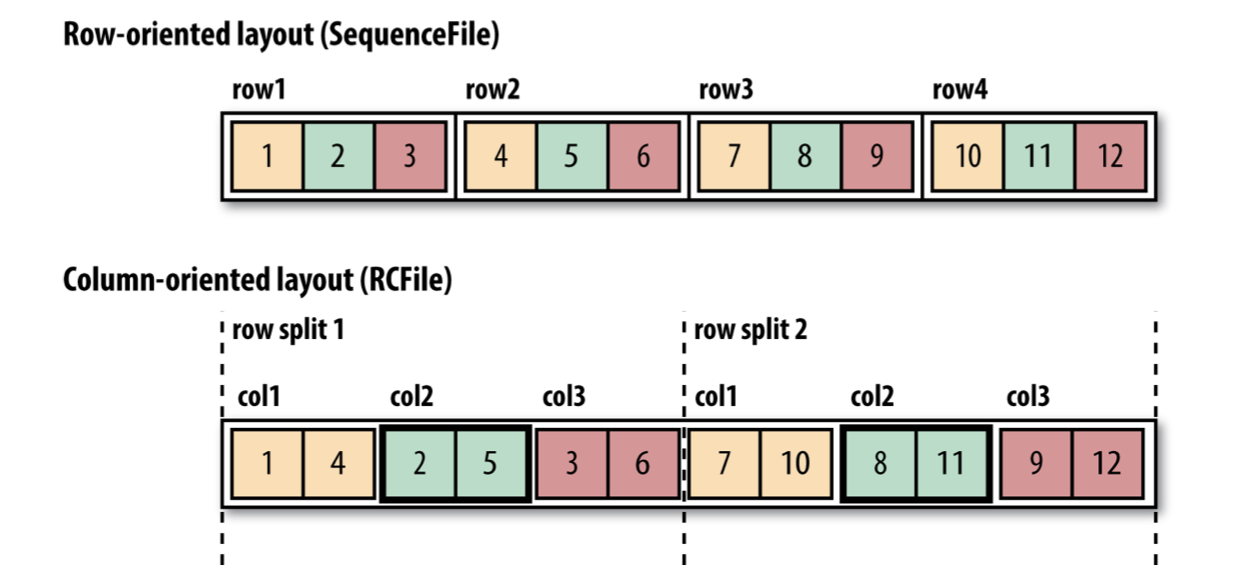 Row-oriented layout (SequenceFile)
row1 row2 row3 row4
1 2 3 4 5 6 7 8 9 10 11 12
Column-oriented layout (RCFile)
row split 1 row split 2
col1 col2 col3 col1 col2 col3
1 4 2 5 3 6 7 10 8 11 9 12